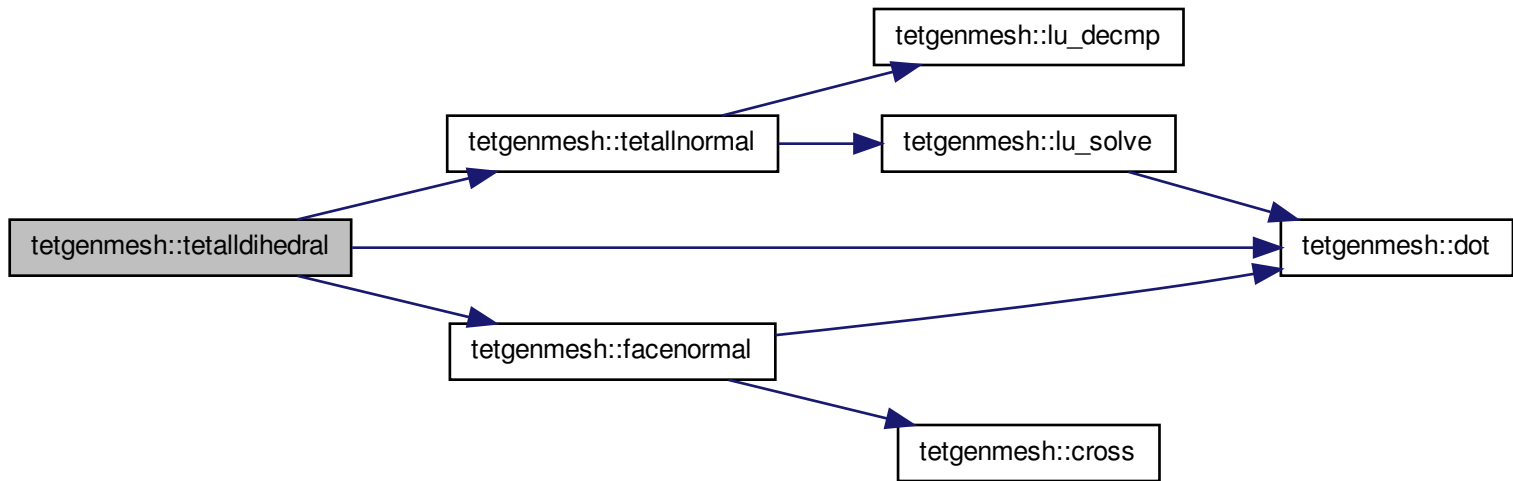 tetgenmesh::lu_decmp
tetgenmesh::tetallnormal
tetgenmesh::lu_solve
tetgenmesh::tetalldihedral
tetgenmesh::dot
tetgenmesh::facenormal
tetgenmesh::cross